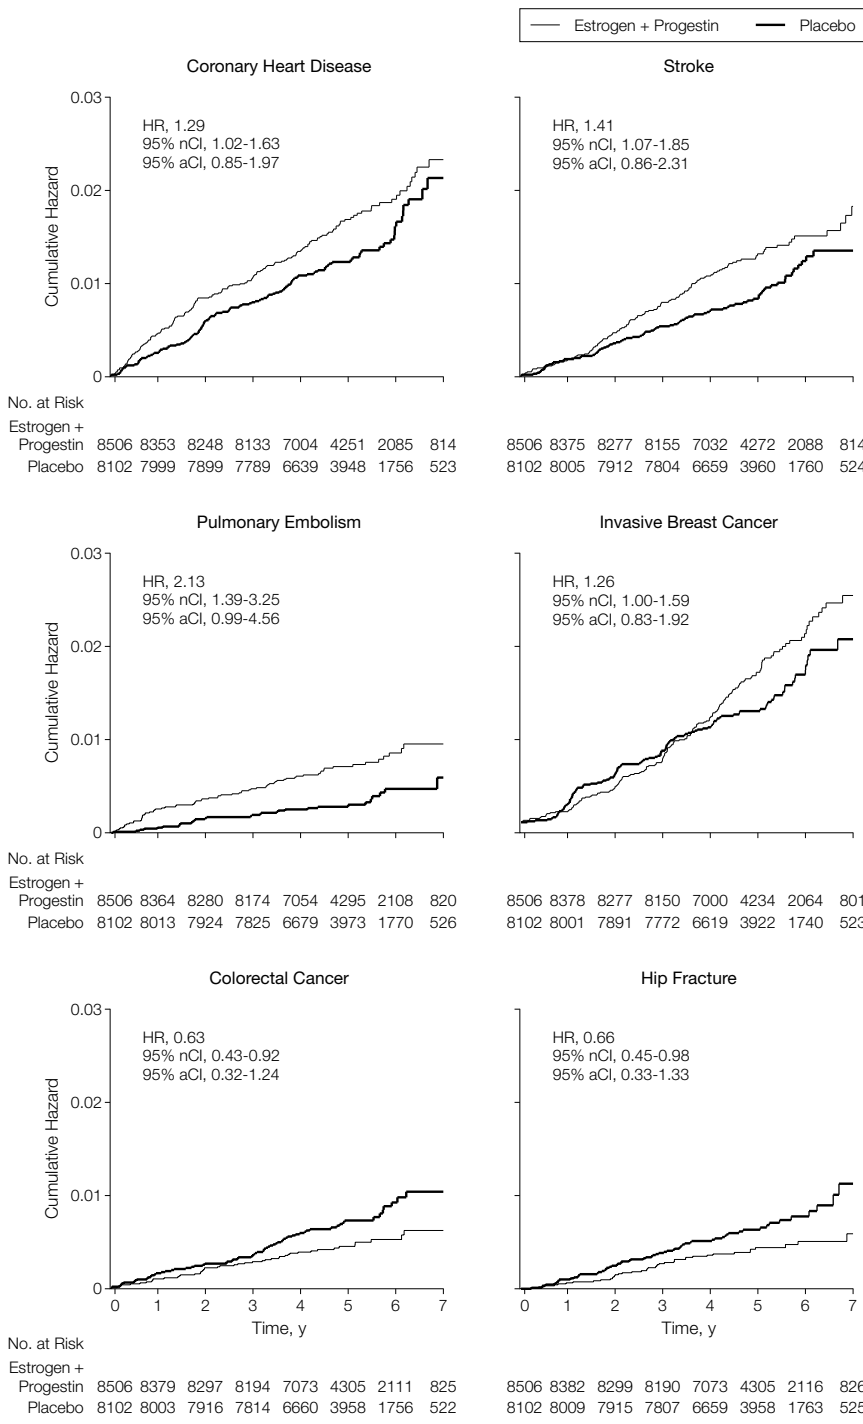 Estrogen + Progestin Placebo
Coronary Heart Disease
Stroke
0.03
0.02
0.01
0
Cumulative Hazard
HR, 1.29
95% nCI, 1.02-1.63
95% aCI, 0.85-1.97
HR, 1.41
95% nCI, 1.07-1.85
95% aCI, 0.86-2.31
No. at Risk
Estrogen +
Progestin 8506 8353 8248 8133 7004 4251 2085 814 8506 8375 8277 8155 7032 4272 2088 814
Placebo 8102 7999 7899 7789 6639 3948 1756 523 8102 8005 7912 7804 6659 3960 1760 524
Pulmonary Embolism
Invasive Breast Cancer
0.03
0.02
0.01
0
Cumulative Hazard
HR, 2.13
95% nCI, 1.39-3.25
95% aCI, 0.99-4.56
HR, 1.26
95% nCI, 1.00-1.59
95% aCI, 0.83-1.92
No. at Risk
Estrogen +
Progestin 8506 8364 8280 8174 7054 4295 2108 820 8506 8378 8277 8150 7000 4234 2064 801
Placebo 8102 8013 7924 7825 6679 3973 1770 526 8102 8001 7891 7772 6619 3922 1740 523
Colorectal Cancer
Hip Fracture
0.03
0.02
0.01
0
Cumulative Hazard
HR, 0.63
95% nCI, 0.43-0.92
95% aCI, 0.32-1.24
HR, 0.66
95% nCI, 0.45-0.98
95% aCI, 0.33-1.33
0 1 2 3 4 5 6 7 0 1 2 3 4 5 6 7
Time, y Time, y
No. at Risk
Estrogen +
Progestin 8506 8379 8297 8194 7073 4305 2111 825 8506 8382 8299 8190 7073 4305 2116 826
Placebo 8102 8003 7916 7814 6660 3958 1756 522 8102 8009 7915 7807 6659 3958 1763 525